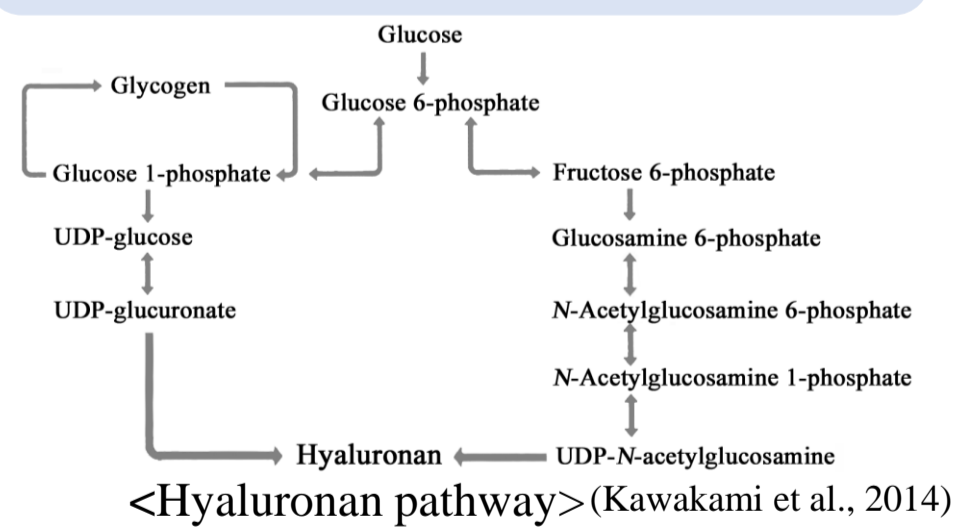 Glucose
Glycogen
Glucose 6-phosphate
Glucose 1-phosphate
Fructose 6-phosphate
UDP-glucose
Glucosamine 6-phosphate
UDP-glucuronate
N-Acetylglucosamine 6-phosphate
N-Acetylglucosamine 1-phosphate
Hyaluronan
UDP-N-acetylglucosamine
<Hyaluronan pathway>(Kawakami et al., 2014)